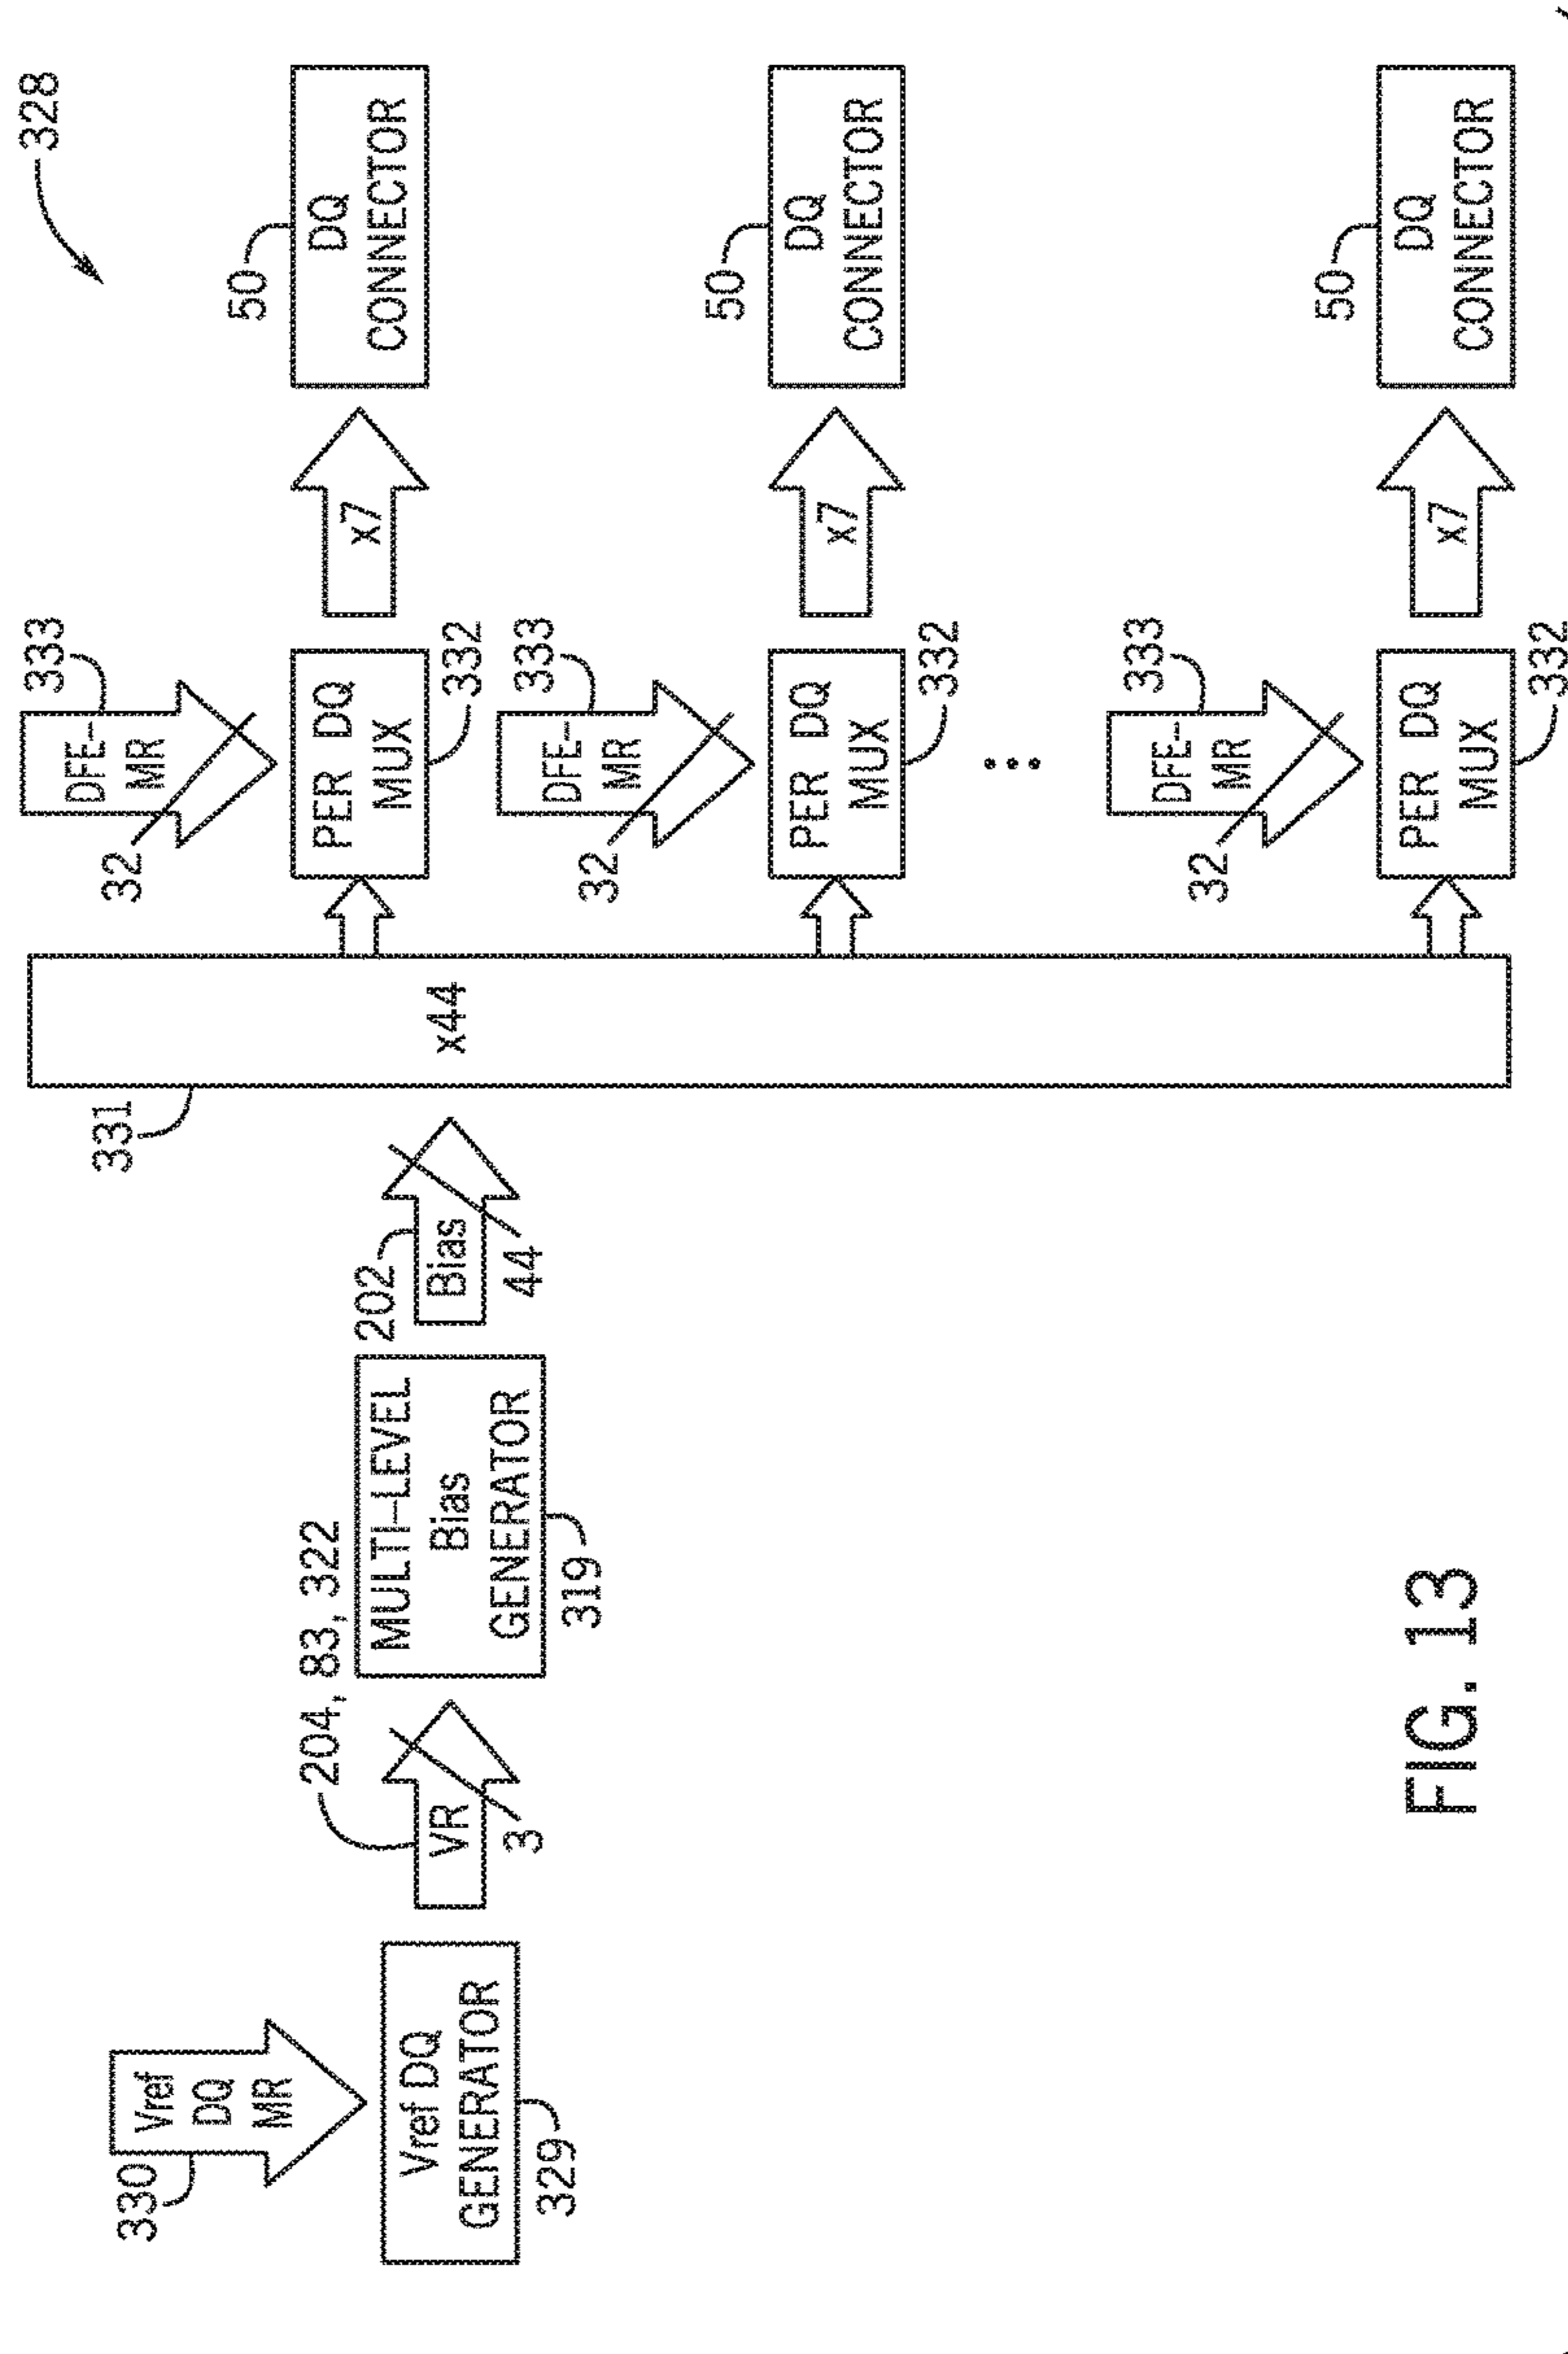 328
330
Vref
DQ
MR
Vref DQ
GENERATOR
329
204, 83, 322
VR
3
MULTI-LEVEL
Bias
GENERATOR
319
202
Bias
44
331
x44
333
DFE-
MR
32
PER DQ
MUX
332
x7
50
DQ
CONNECTOR
333
DFE-
MR
32
PER DQ
MUX
332
x7
50
DQ
CONNECTOR
...
333
DFE-
MR
32
PER DQ
MUX
332
x7
50
DQ
CONNECTOR
FIG. 13